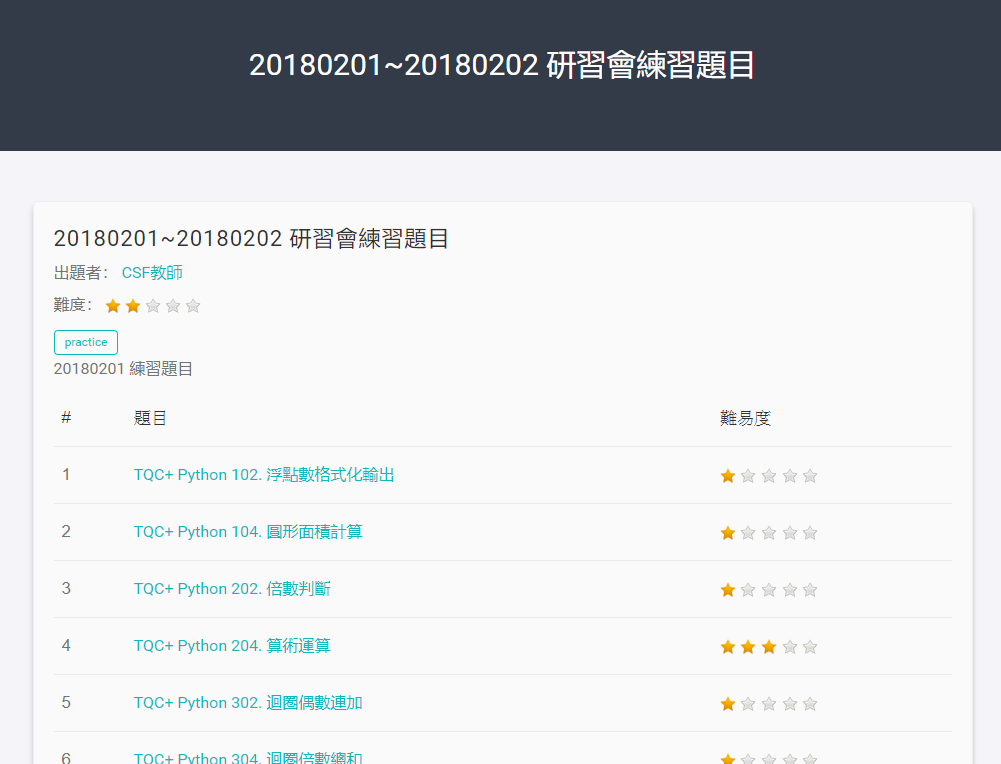 20180201~20180202 研習會練習題目
20180201~20180202 研習會練習題目
出題者： CSF教師
難度：
practice
20180201 練習題目
# 題目 難易度
1 TQC+ Python 102. 浮點數格式化輸出
2 TQC+ Python 104. 圓形面積計算
3 TQC+ Python 202. 倍數判斷
4 TQC+ Python 204. 算術運算
5 TQC+ Python 302. 迴圈偶數連加
6 TQC+ Python 304. 迴圈倍數總和